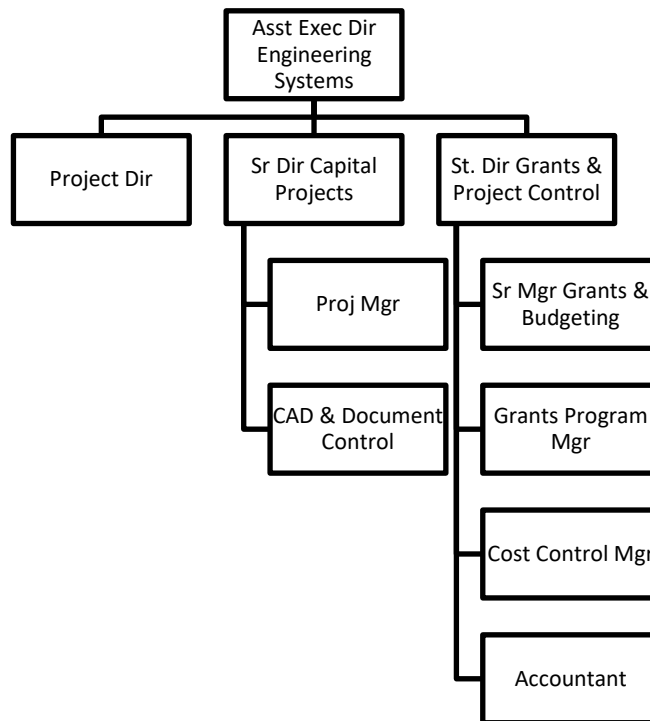 Asst Exec Dir
Engineering
Systems
Project Dir
Sr Dir Capital
Projects
St. Dir Grants &
Project Control
Proj Mgr
Sr Mgr Grants &
Budgeting
CAD & Document
Control
Grants Program
Mgr
Cost Control Mgr
Accountant